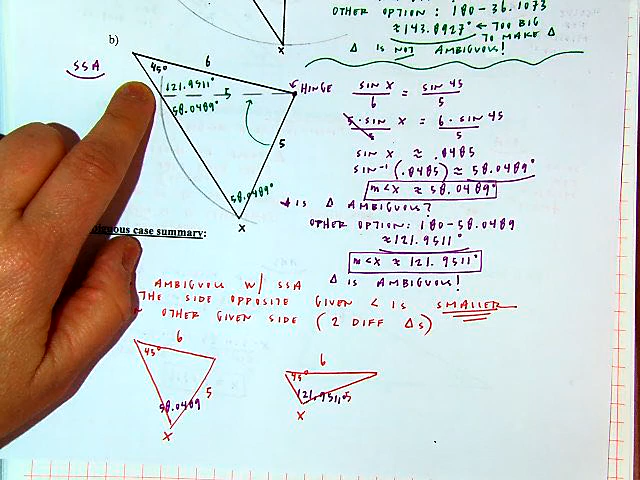 OTHER OPTION: 180-36.1073
≈143.8927° ← TOO BIG
TO MAKE Δ
Δ IS NOT AMBIGUOUS!
X
b)
SSA
6
45°
121.9511°
5
58.0489°
HINGE
5
58.0489°
X
SIN X / 6 = SIN 45 / 5
5·SIN X = 6·SIN 45 / 5
SIN X ≈ .8485
SIN⁻¹(.8485) ≈ 58.0489°
m<X ≈ 58.0489°
IS Δ AMBIGUOUS?
OTHER OPTION: 180-58.0489
≈121.9511°
m<X ≈ 121.9511°
Δ IS AMBIGUOUS!
case summary:
AMBIGUOUS W/ SSA
THE SIDE OPPOSITE GIVEN < IS SMALLER
OTHER GIVEN SIDE (2 DIFF Δs)
6
45°
5
58.0489
X
6
45°
121.9511
5
X